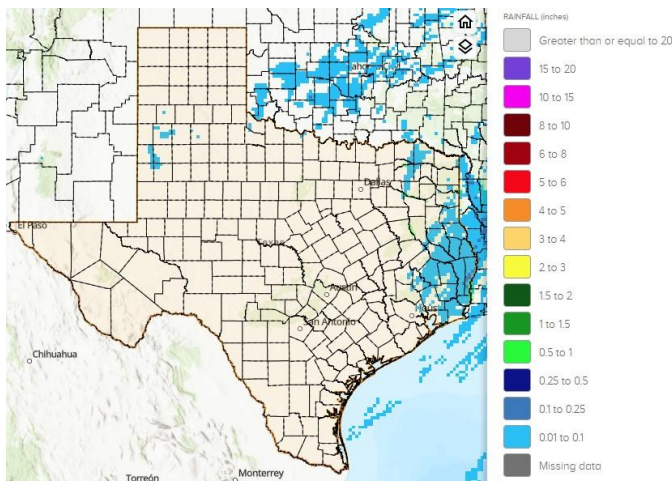 RAINFALL (inches)
Greater than or equal to 20
15 to 20
10 to 15
8 to 10
6 to 8
5 to 6
4 to 5
3 to 4
2 to 3
1.5 to 2
1 to 1.5
0.5 to 1
0.25 to 0.5
0.1 to 0.25
0.01 to 0.1
Missing data
Dallas
El Paso
Texas
Austin
San Antonio
Chihuahua
Torreón
Monterrey